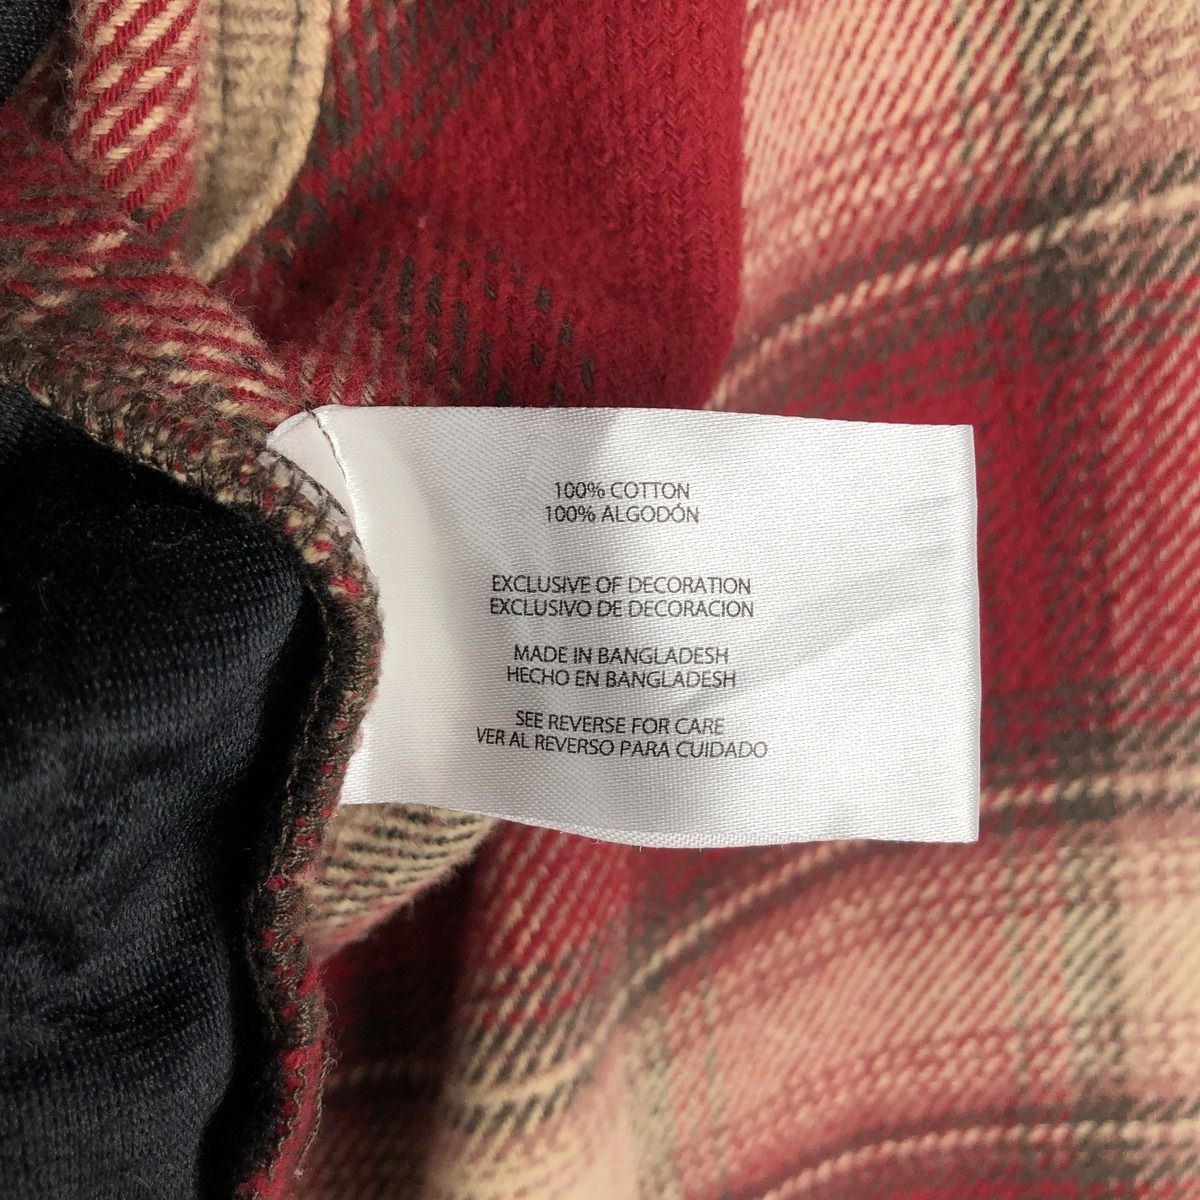 100% COTTON
100% ALGODÓN
EXCLUSIVE OF DECORATION
EXCLUSIVO DE DECORACION
MADE IN BANGLADESH
HECHO EN BANGLADESH
SEE REVERSE FOR CARE
VER AL REVERSO PARA CUIDADO